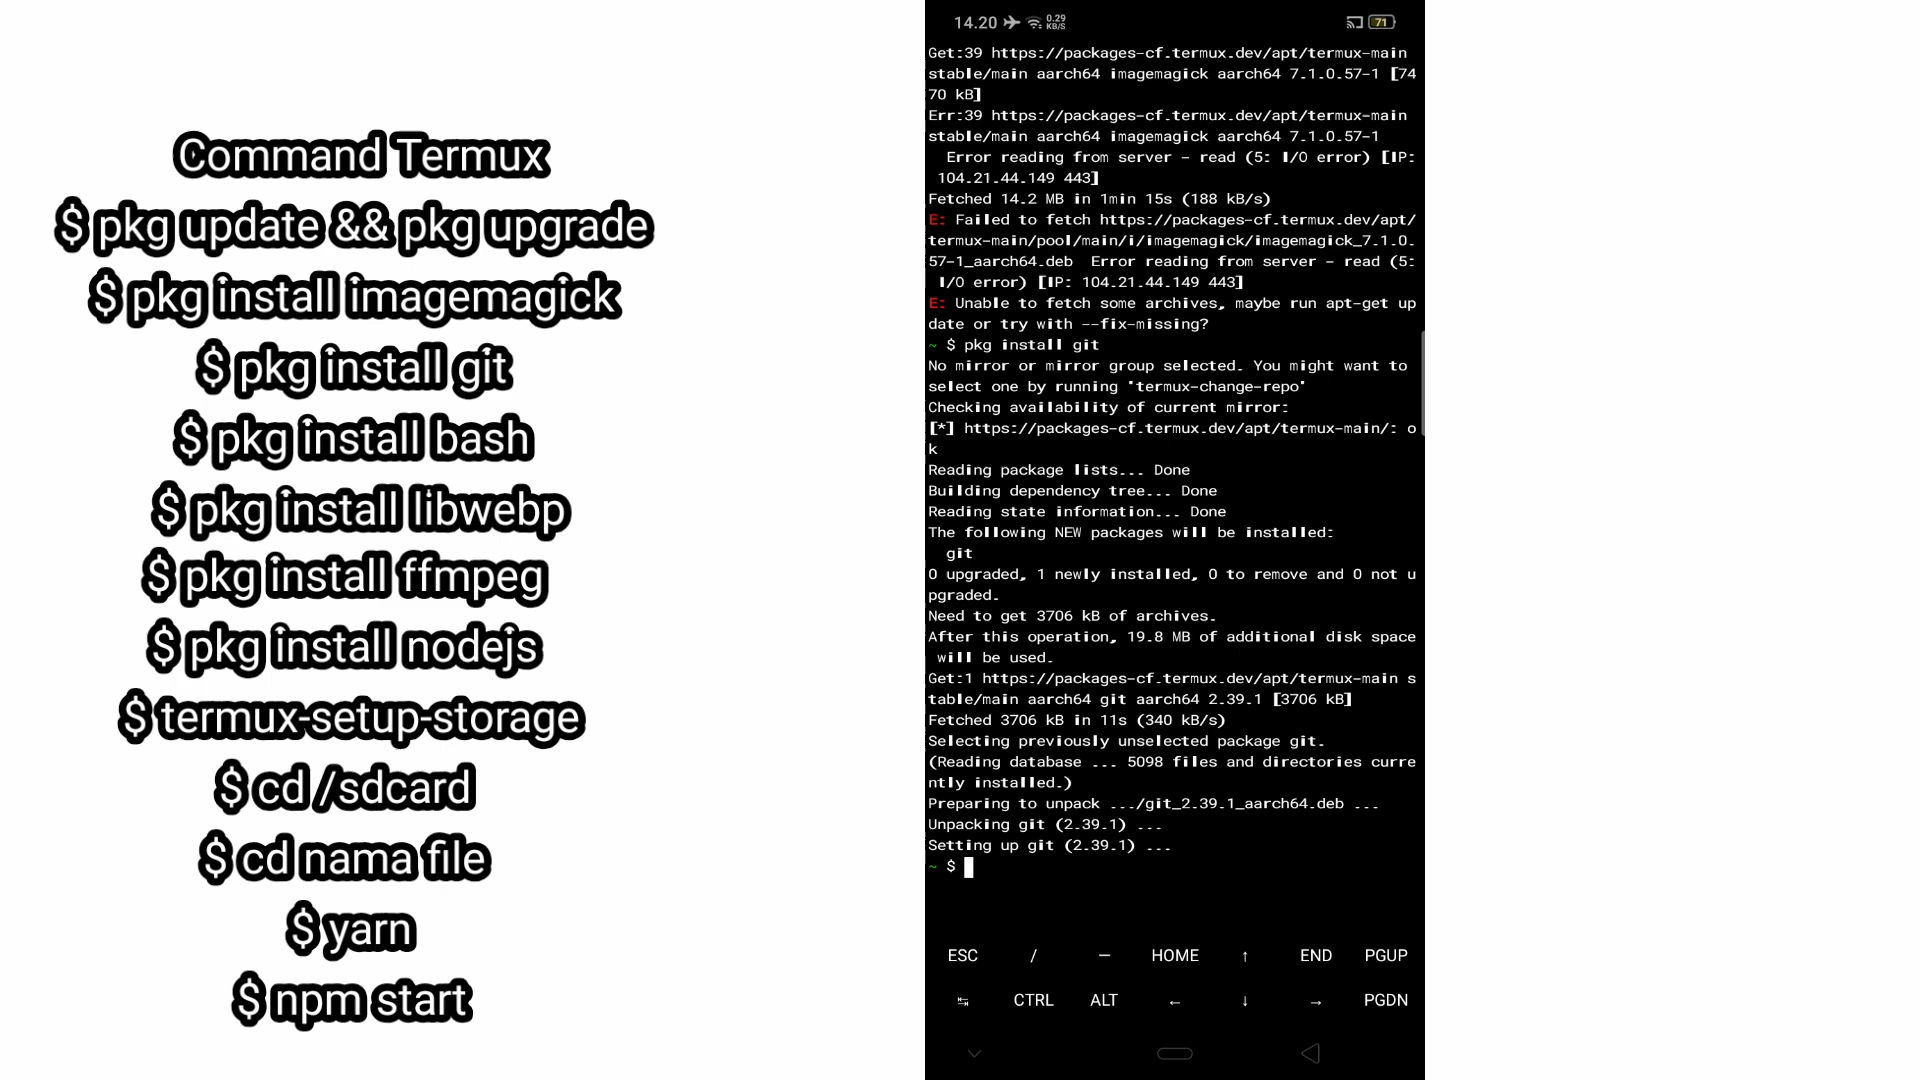 Command Termux
$ pkg update && pkg upgrade
$ pkg install imagemagick
$ pkg install git
$ pkg install bash
$ pkg install libwebp
$ pkg install ffmpeg
$ pkg install nodejs
$ termux-setup-storage
$ cd /sdcard
$ cd nama file
$ yarn
$ npm start
14.20 0.29 KB/S 71
Get:39 https://packages-cf.termux.dev/apt/termux-main
stable/main aarch64 imagemagick aarch64 7.1.0.57-1 [74
70 kB]
Err:39 https://packages-cf.termux.dev/apt/termux-main
stable/main aarch64 imagemagick aarch64 7.1.0.57-1
Error reading from server - read (5: I/O error) [IP:
104.21.44.149 443]
Fetched 14.2 MB in 1min 15s (188 kB/s)
E: Failed to fetch https://packages-cf.termux.dev/apt/
termux-main/pool/main/i/imagemagick/imagemagick_7.1.0.
57-1_aarch64.deb  Error reading from server - read (5:
I/O error) [IP: 104.21.44.149 443]
E: Unable to fetch some archives, maybe run apt-get up
date or try with --fix-missing?
~ $ pkg install git
No mirror or mirror group selected. You might want to
select one by running 'termux-change-repo'
Checking availability of current mirror:
[*] https://packages-cf.termux.dev/apt/termux-main/: o
k
Reading package lists... Done
Building dependency tree... Done
Reading state information... Done
The following NEW packages will be installed:
git
0 upgraded, 1 newly installed, 0 to remove and 0 not u
pgraded.
Need to get 3706 kB of archives.
After this operation, 19.8 MB of additional disk space
will be used.
Get:1 https://packages-cf.termux.dev/apt/termux-main s
table/main aarch64 git aarch64 2.39.1 [3706 kB]
Fetched 3706 kB in 11s (340 kB/s)
Selecting previously unselected package git.
(Reading database ... 5098 files and directories curre
ntly installed.)
Preparing to unpack .../git_2.39.1_aarch64.deb ...
Unpacking git (2.39.1) ...
Setting up git (2.39.1) ...
~ $
ESC / — HOME ↑ END PGUP
↹ CTRL ALT ← ↓ → PGDN